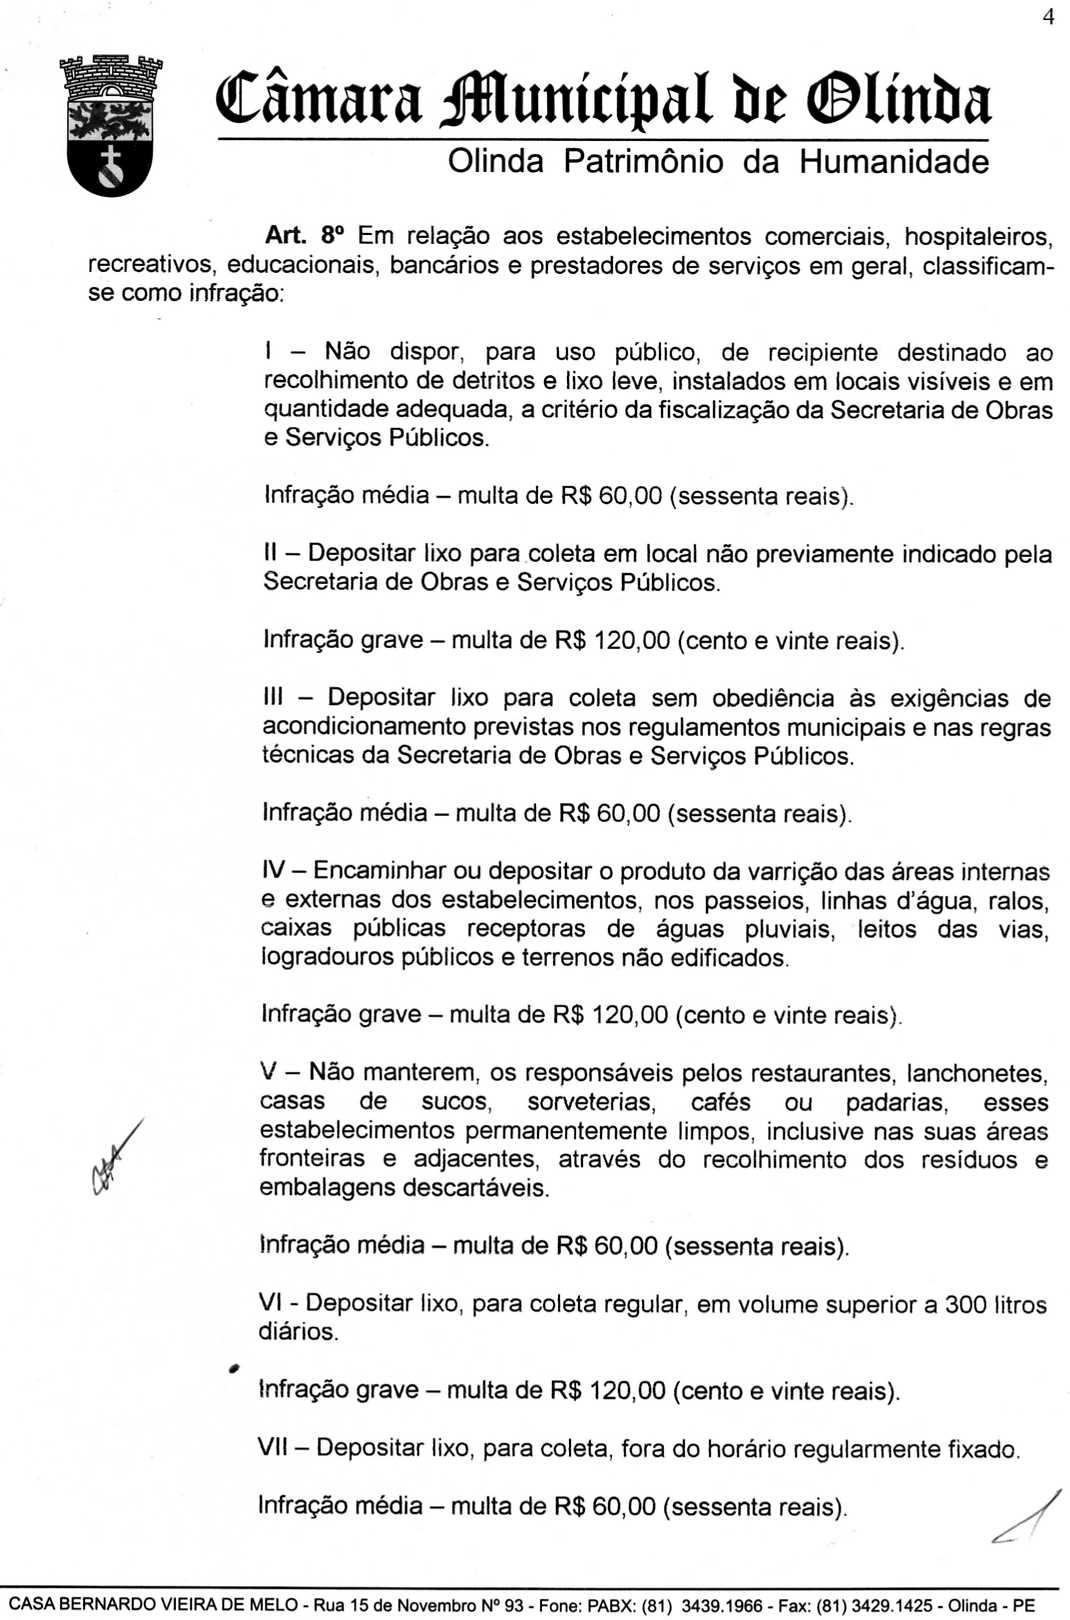 4
Câmara Municipal de Olinda
Olinda Patrimônio da Humanidade
Art. 8º Em relação aos estabelecimentos comerciais, hospitaleiros,
recreativos, educacionais, bancários e prestadores de serviços em geral, classificam-
se como infração:
I – Não dispor, para uso público, de recipiente destinado ao
recolhimento de detritos e lixo leve, instalados em locais visíveis e em
quantidade adequada, a critério da fiscalização da Secretaria de Obras
e Serviços Públicos.
Infração média – multa de R$ 60,00 (sessenta reais).
II – Depositar lixo para coleta em local não previamente indicado pela
Secretaria de Obras e Serviços Públicos.
Infração grave – multa de R$ 120,00 (cento e vinte reais).
III – Depositar lixo para coleta sem obediência às exigências de
acondicionamento previstas nos regulamentos municipais e nas regras
técnicas da Secretaria de Obras e Serviços Públicos.
Infração média – multa de R$ 60,00 (sessenta reais).
IV – Encaminhar ou depositar o produto da varrição das áreas internas
e externas dos estabelecimentos, nos passeios, linhas d'água, ralos,
caixas públicas receptoras de águas pluviais, leitos das vias,
logradouros públicos e terrenos não edificados.
Infração grave – multa de R$ 120,00 (cento e vinte reais).
V – Não manterem, os responsáveis pelos restaurantes, lanchonetes,
casas de sucos, sorveterias, cafés ou padarias, esses
estabelecimentos permanentemente limpos, inclusive nas suas áreas
fronteiras e adjacentes, através do recolhimento dos resíduos e
embalagens descartáveis.
Infração média – multa de R$ 60,00 (sessenta reais).
VI - Depositar lixo, para coleta regular, em volume superior a 300 litros
diários.
Infração grave – multa de R$ 120,00 (cento e vinte reais).
VII – Depositar lixo, para coleta, fora do horário regularmente fixado.
Infração média – multa de R$ 60,00 (sessenta reais).
CASA BERNARDO VIEIRA DE MELO - Rua 15 de Novembro Nº 93 - Fone: PABX: (81) 3439.1966 - Fax: (81) 3429.1425 - Olinda - PE